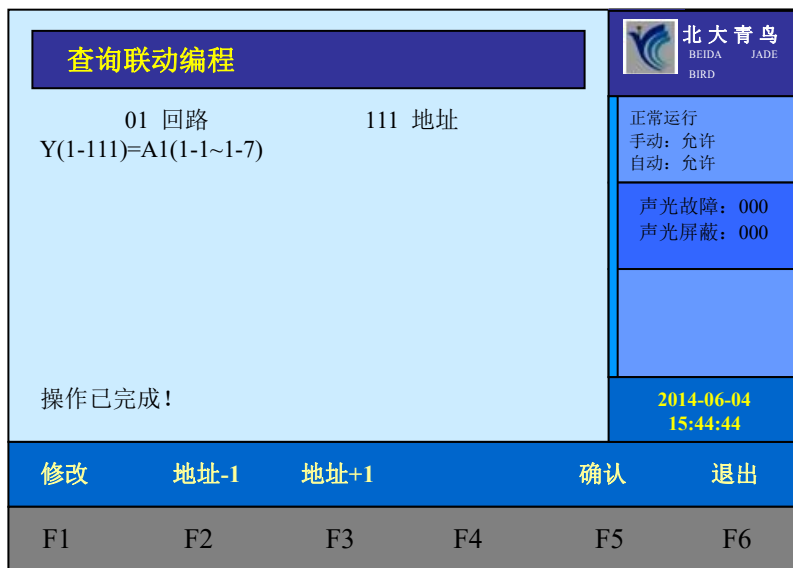 查询联动编程
北大青鸟
BEIDA JADE
BIRD
01 回路 111 地址
Y(1-111)=A1(1-1~1-7)
正常运行
手动：允许
自动：允许
声光故障：000
声光屏蔽：000
操作已完成！
2014-06-04
15:44:44
修改 地址-1 地址+1 确认 退出
F1 F2 F3 F4 F5 F6